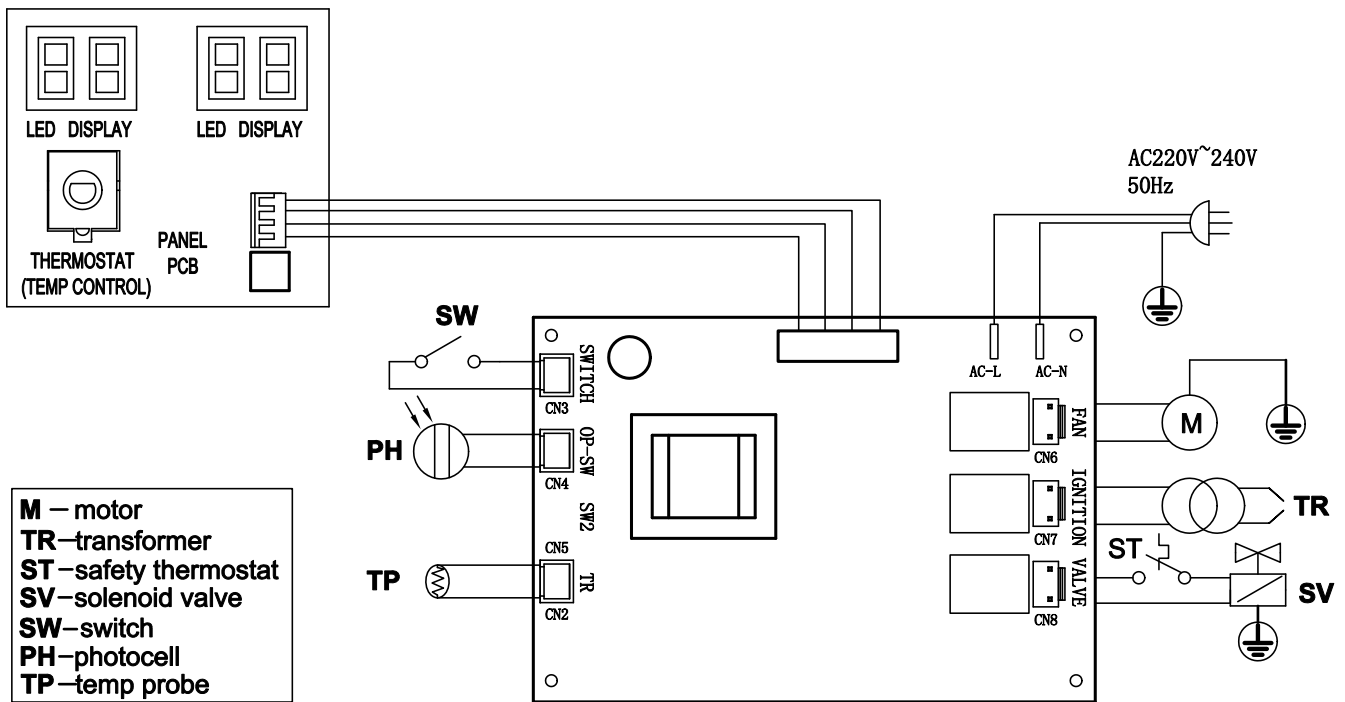 LED DISPLAY
LED DISPLAY
THERMOSTAT
(TEMP CONTROL)
PANEL
PCB
AC220V~240V
50Hz
SW
SWITCH
CN3
PH
OP-SW
CN4
SW2
CN5
TP
TR
CN2
AC-L
AC-N
FAN
CN6
M
IGNITION
CN7
TR
ST
VALVE
CN8
SV
M – motor
TR–transformer
ST–safety thermostat
SV–solenoid valve
SW–switch
PH–photocell
TP–temp probe